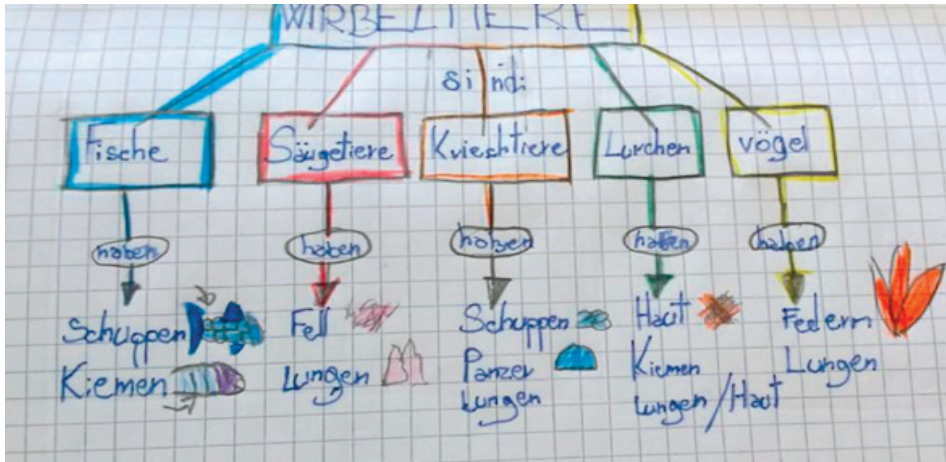 WIRBELTIERE
sind:
Fische Säugetiere Kriechtiere Lurchen Vögel
haben haben haben haben haben
Schuppen Fell Schuppen Haut Federn
Kiemen Lungen Panzer Kiemen Lungen
Lungen Lungen/Haut